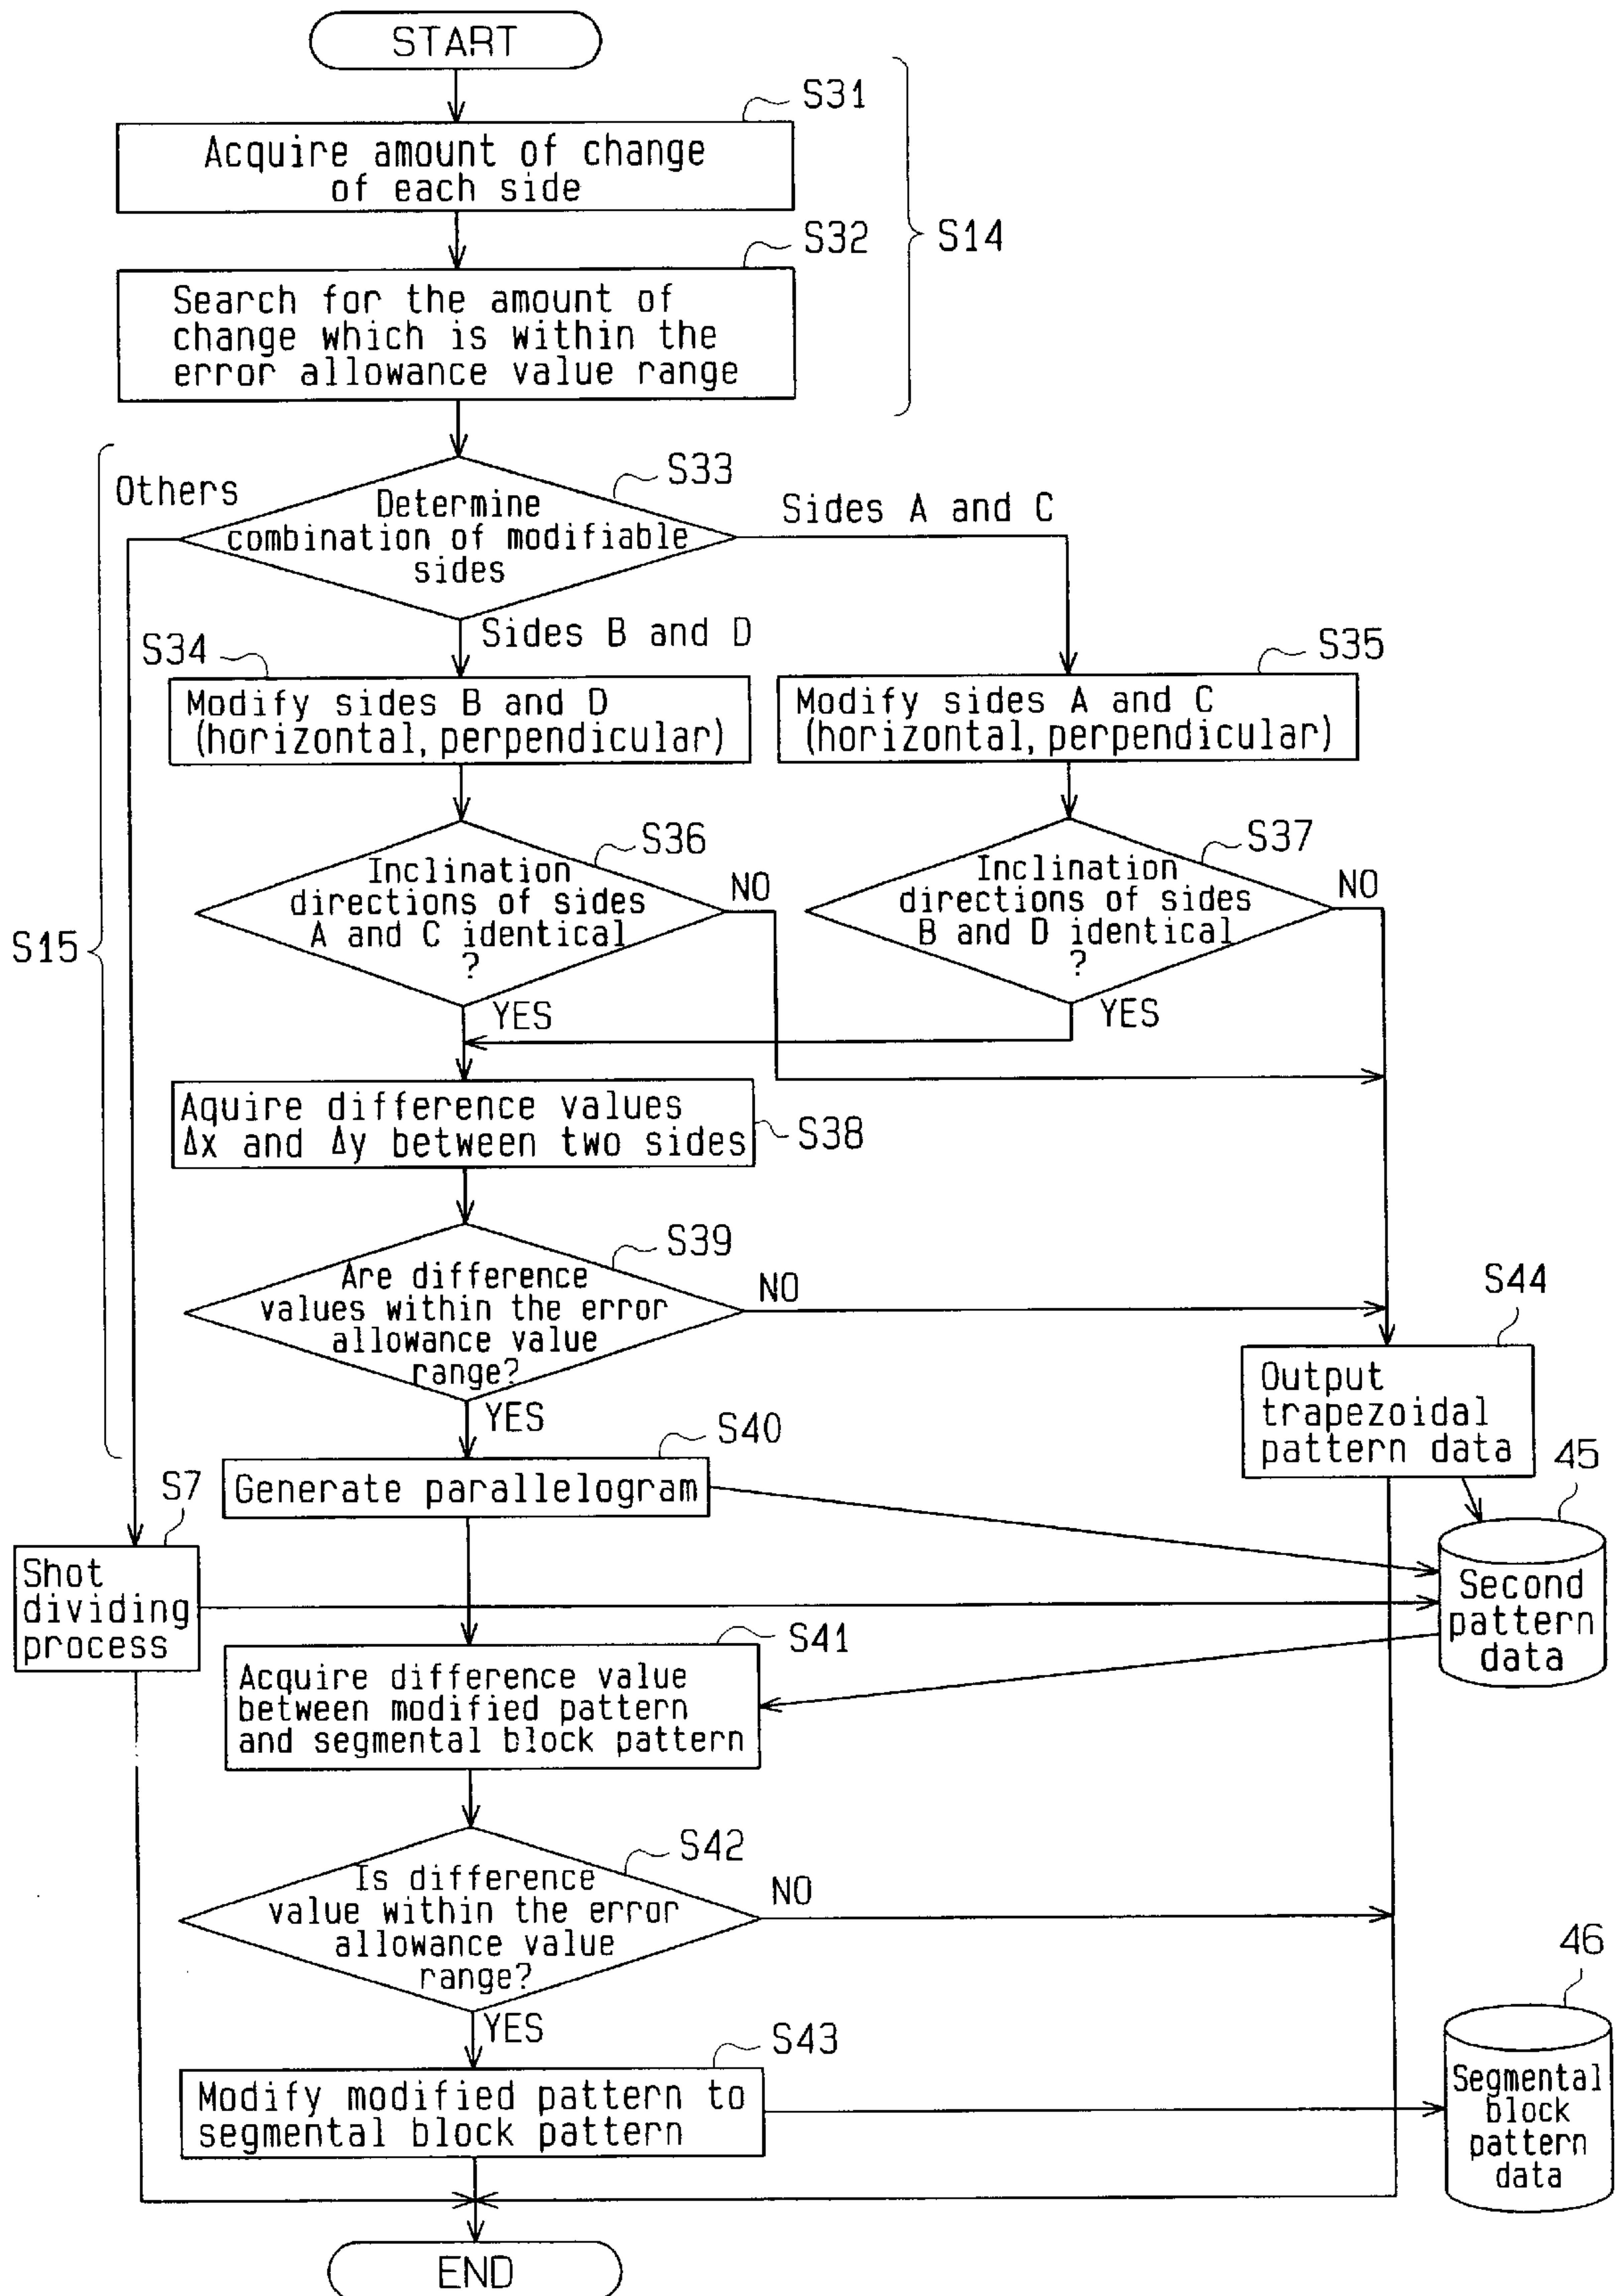 START
S31
Acquire amount of change
of each side
S32
S14
Search for the amount of
change which is within the
error allowance value range
S33
Others
Determine
combination of modifiable
sides
Sides A and C
Sides B and D
S34
S35
Modify sides B and D
(horizontal, perpendicular)
Modify sides A and C
(horizontal, perpendicular)
S36
S37
Inclination
directions of sides
A and C identical
?
NO
Inclination
directions of sides
B and D identical
?
NO
S15
YES
YES
Aquire difference values
Δx and Δy between two sides
S38
S39
Are difference
values within the error
allowance value
range?
NO
S44
YES
Output
trapezoidal
pattern data
S40
45
S7
Generate parallelogram
Shot
dividing
process
Second
pattern
data
S41
Acquire difference value
between modified pattern
and segmental block pattern
S42
Is difference
value within the error
allowance value
range?
NO
46
YES
S43
Modify modified pattern to
segmental block pattern
Segmental
block
pattern
data
END